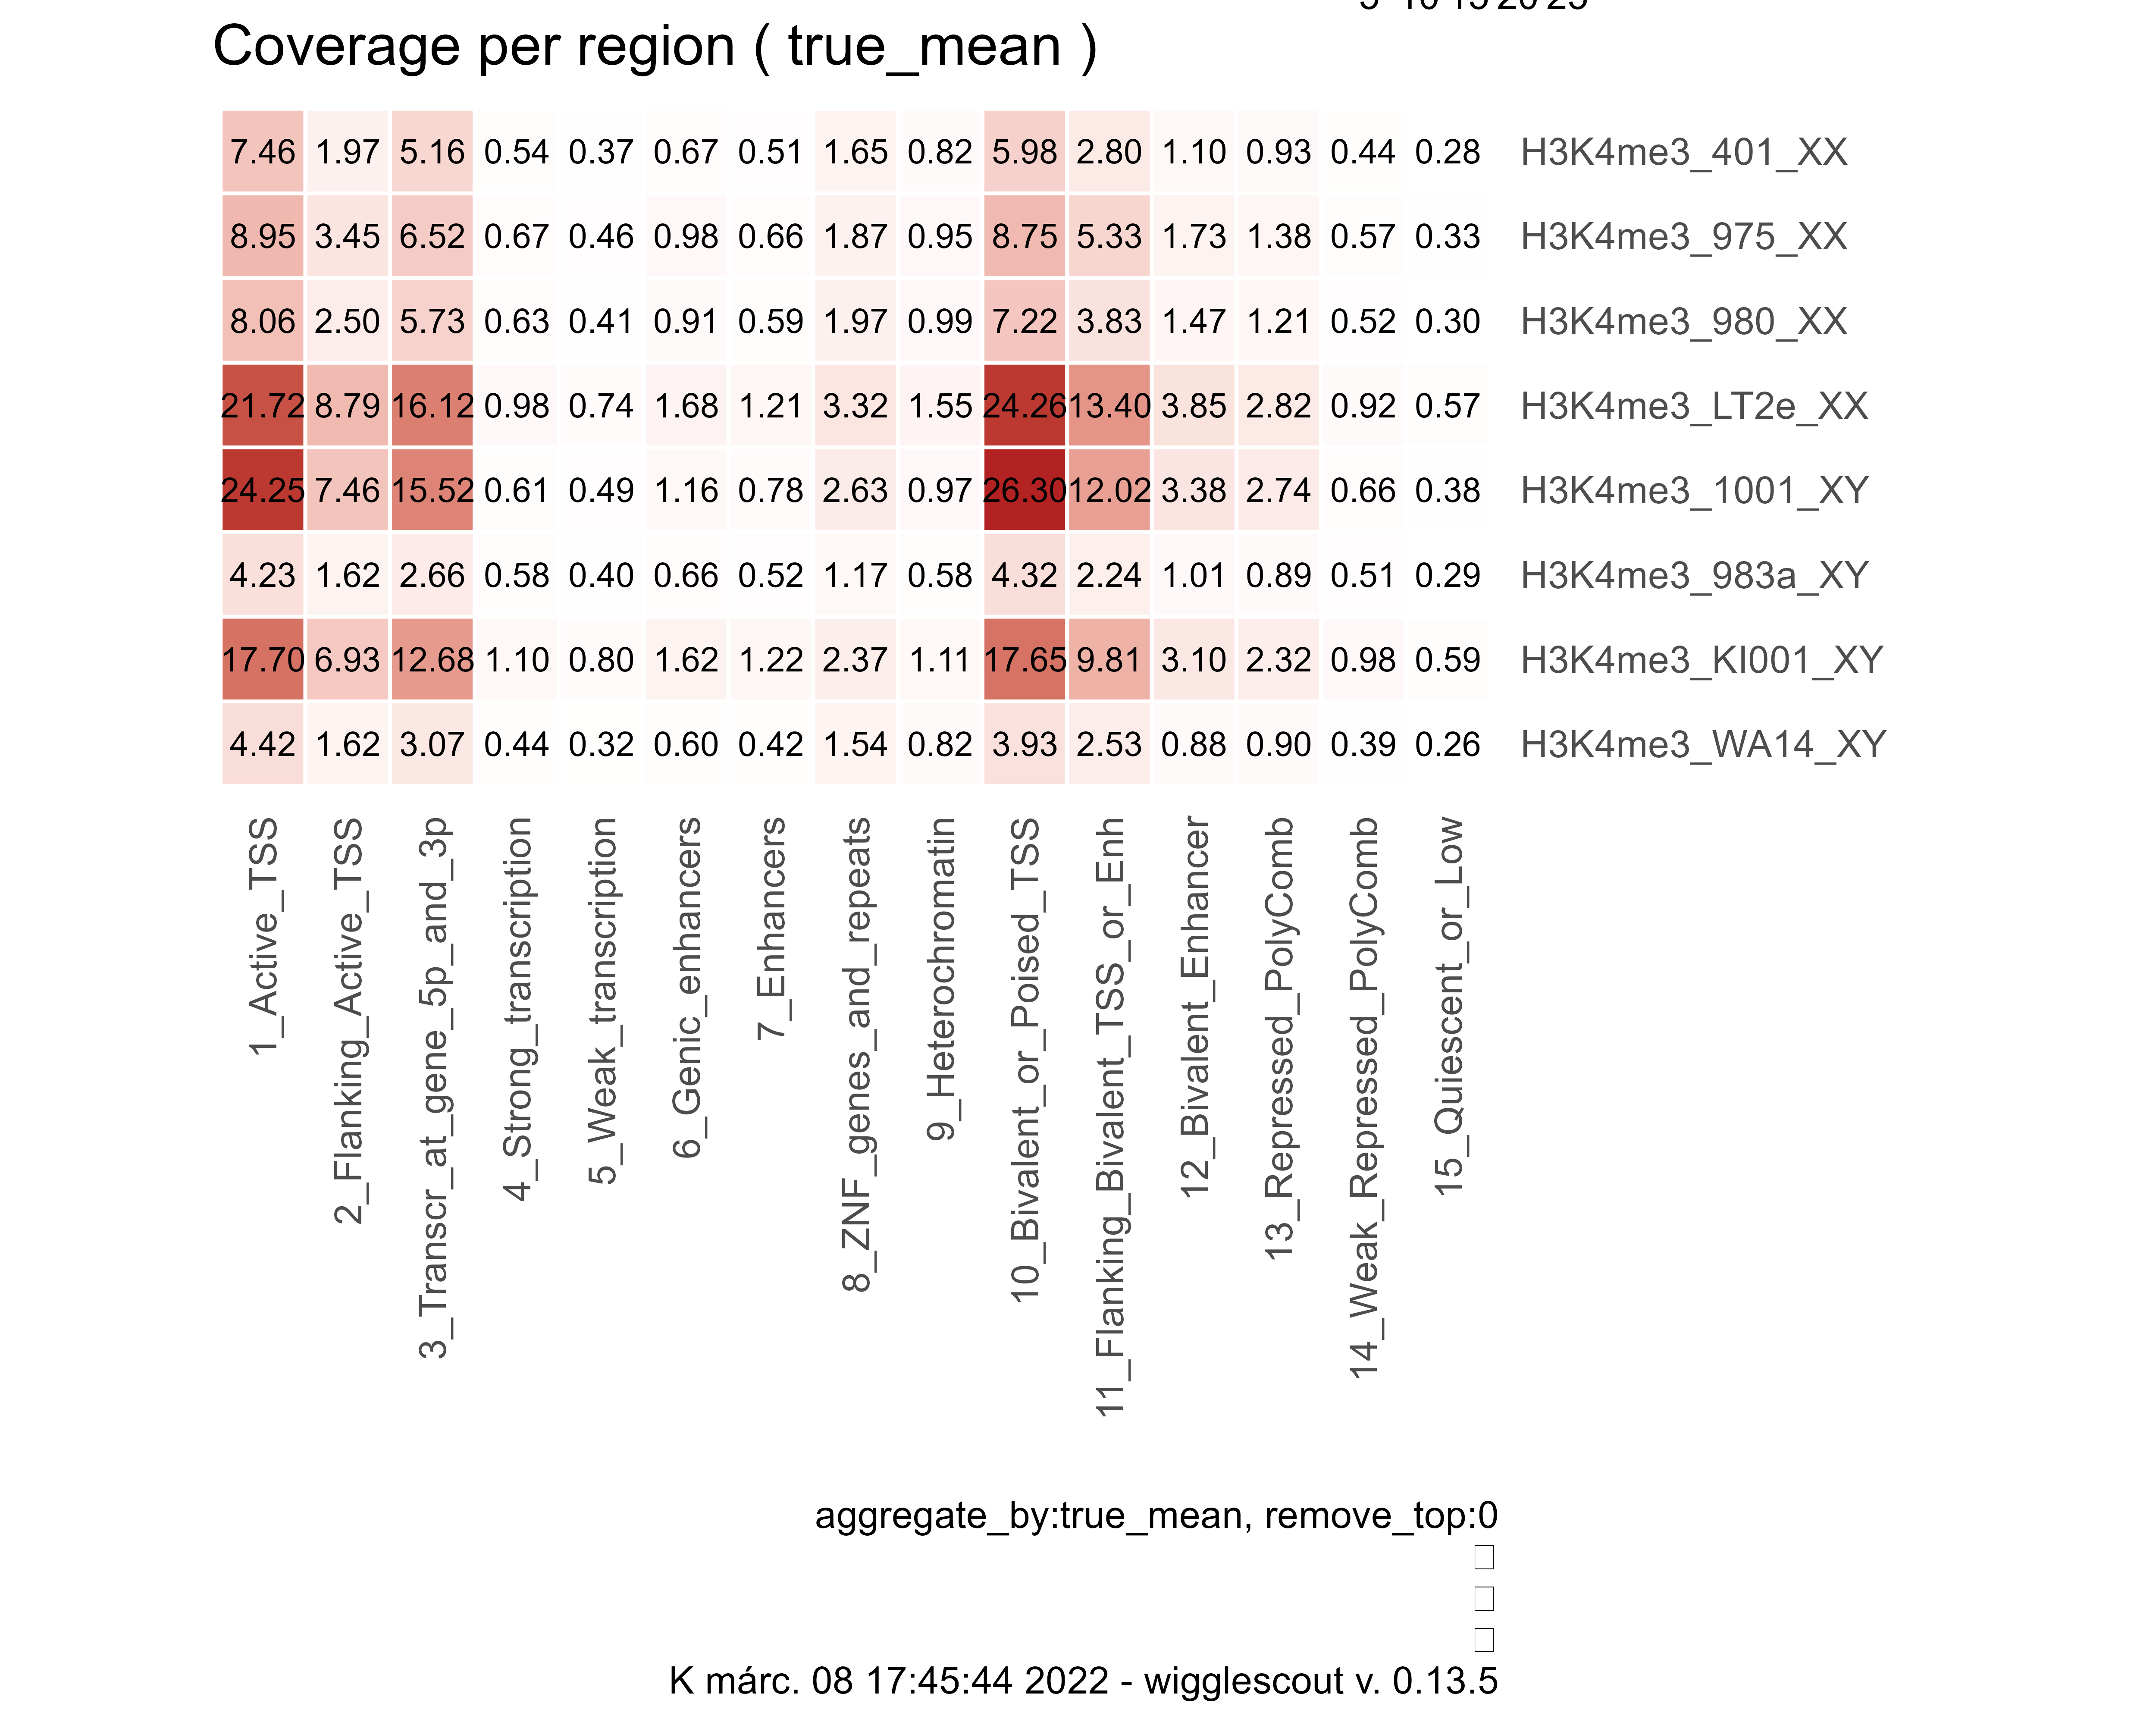 5 10 15 20 25
Coverage per region ( true_mean )
7.46 1.97 5.16 0.54 0.37 0.67 0.51 1.65 0.82 5.98 2.80 1.10 0.93 0.44 0.28 H3K4me3_401_XX
8.95 3.45 6.52 0.67 0.46 0.98 0.66 1.87 0.95 8.75 5.33 1.73 1.38 0.57 0.33 H3K4me3_975_XX
8.06 2.50 5.73 0.63 0.41 0.91 0.59 1.97 0.99 7.22 3.83 1.47 1.21 0.52 0.30 H3K4me3_980_XX
21.72 8.79 16.12 0.98 0.74 1.68 1.21 3.32 1.55 24.26 13.40 3.85 2.82 0.92 0.57 H3K4me3_LT2e_XX
24.25 7.46 15.52 0.61 0.49 1.16 0.78 2.63 0.97 26.30 12.02 3.38 2.74 0.66 0.38 H3K4me3_1001_XY
4.23 1.62 2.66 0.58 0.40 0.66 0.52 1.17 0.58 4.32 2.24 1.01 0.89 0.51 0.29 H3K4me3_983a_XY
17.70 6.93 12.68 1.10 0.80 1.62 1.22 2.37 1.11 17.65 9.81 3.10 2.32 0.98 0.59 H3K4me3_KI001_XY
4.42 1.62 3.07 0.44 0.32 0.60 0.42 1.54 0.82 3.93 2.53 0.88 0.90 0.39 0.26 H3K4me3_WA14_XY
1_Active_TSS
2_Flanking_Active_TSS
3_Transcr_at_gene_5p_and_3p
4_Strong_transcription
5_Weak_transcription
6_Genic_enhancers
7_Enhancers
8_ZNF_genes_and_repeats
9_Heterochromatin
10_Bivalent_or_Poised_TSS
11_Flanking_Bivalent_TSS_or_Enh
12_Bivalent_Enhancer
13_Repressed_PolyComb
14_Weak_Repressed_PolyComb
15_Quiescent_or_Low
aggregate_by:true_mean, remove_top:0
K márc. 08 17:45:44 2022 - wigglescout v. 0.13.5